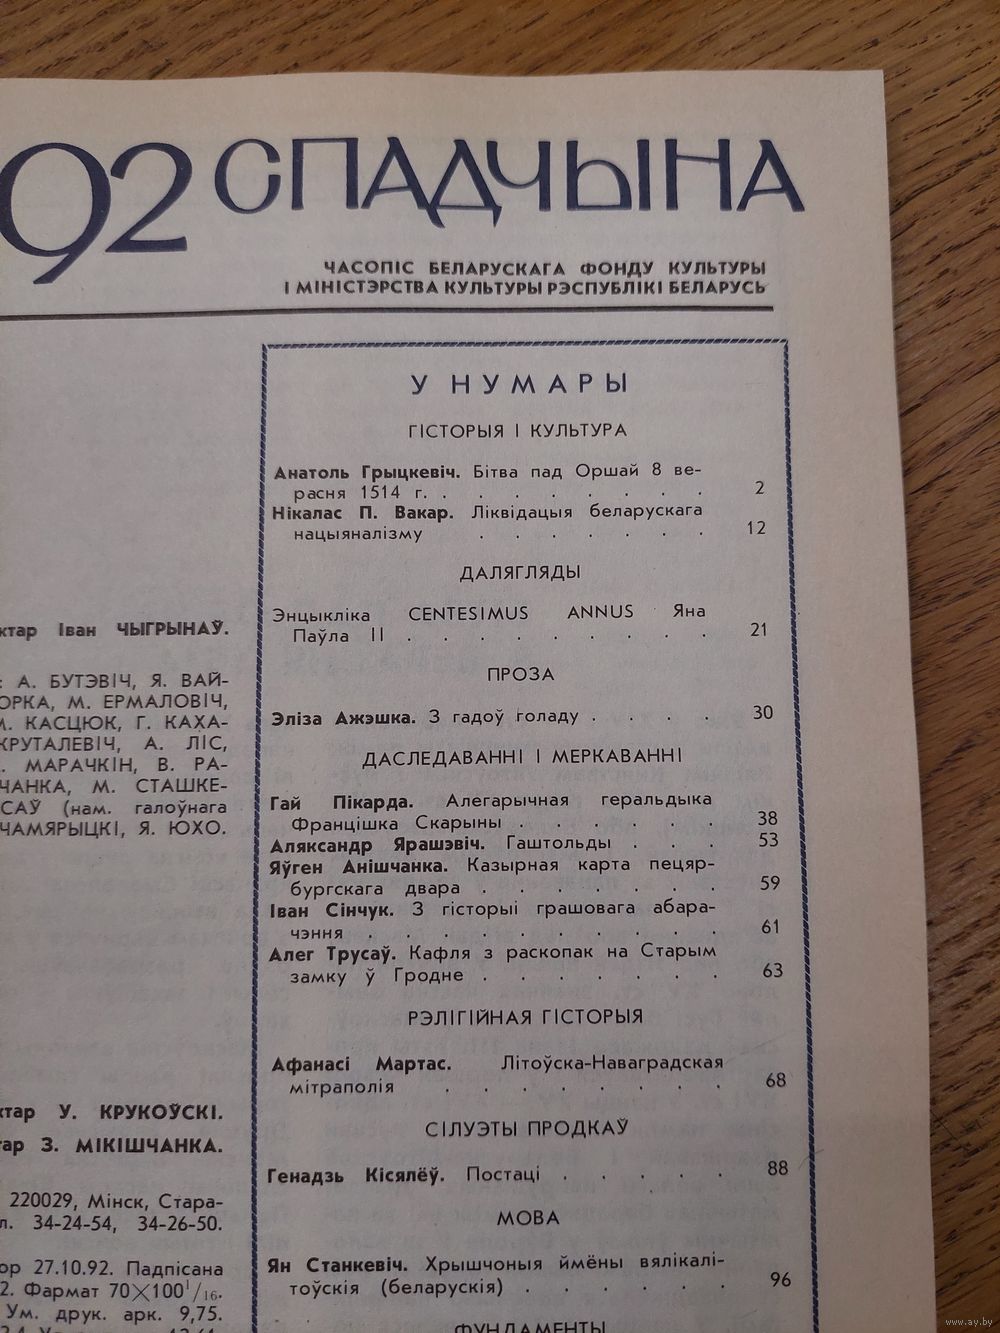 92 СПАДЧЫНА
ЧАСОПІС БЕЛАРУСКАГА ФОНДУ КУЛЬТУРЫ
І МІНІСТЭРСТВА КУЛЬТУРЫ РЭСПУБЛІКІ БЕЛАРУСЬ
Іван ЧЫГРЫНАЎ.
А. БУТЭВІЧ, Я. ВАЙ-
М. ЕРМАЛОВІЧ,
КАСЦЮК, Г. КАХА-
КРУТАЛЕВІЧ, А. ЛІС,
МАРАЧКІН, В. РА-
ЧАНКА, М. СТАШКЕ-
САЎ (нам. галоўнага
ЧАМЯРЫЦКІ, Я. ЮХО.
У. КРУКОЎСКІ.
З. МІКІШЧАНКА.
220029, Мінск, Стара-
34-24-54, 34-26-50.
27.10.92. Падпісана
2. Фармат 70×100¹/₁₆.
Ум. друк. арк. 9,75.
У НУМАРЫ
ГІСТОРЫЯ І КУЛЬТУРА
Анатоль Грыцкевіч. Бітва пад Оршай 8 ве-
расня 1514 г. . . . . . . . 2
Нікалас П. Вакар. Ліквідацыя беларускага
нацыяналізму . . . . . . 12
ДАЛЯГЛЯДЫ
Энцыкліка CENTESIMUS ANNUS Яна
Паўла II . . . . . . . . 21
ПРОЗА
Эліза Ажэшка. З гадоў голаду . . . . 30
ДАСЛЕДАВАННІ І МЕРКАВАННІ
Гай Пікарда. Алегарычная геральдыка
Францішка Скарыны . . . . . . 38
Аляксандр Ярашэвіч. Гаштольды . . . 53
Яўген Анішчанка. Казырная карта пецяр-
бургскага двара . . . . . . . 59
Іван Сінчук. З гісторыі грашовага абара-
чэння . . . . . . . . . 61
Алег Трусаў. Кафля з раскопак на Старым
замку ў Гродне . . . . . . . 63
РЭЛІГІЙНАЯ ГІСТОРЫЯ
Афанасі Мартас. Літоўска-Наваградская
мітраполія . . . . . . . 68
СІЛУЭТЫ ПРОДКАЎ
Генадзь Кісялёў. Постаці . . . . . 88
МОВА
Ян Станкевіч. Хрышчоныя ймёны вялікалі-
тоўскія (беларускія) . . . . . . 96
ФУНДАМЕНТЫ
www.ay.by